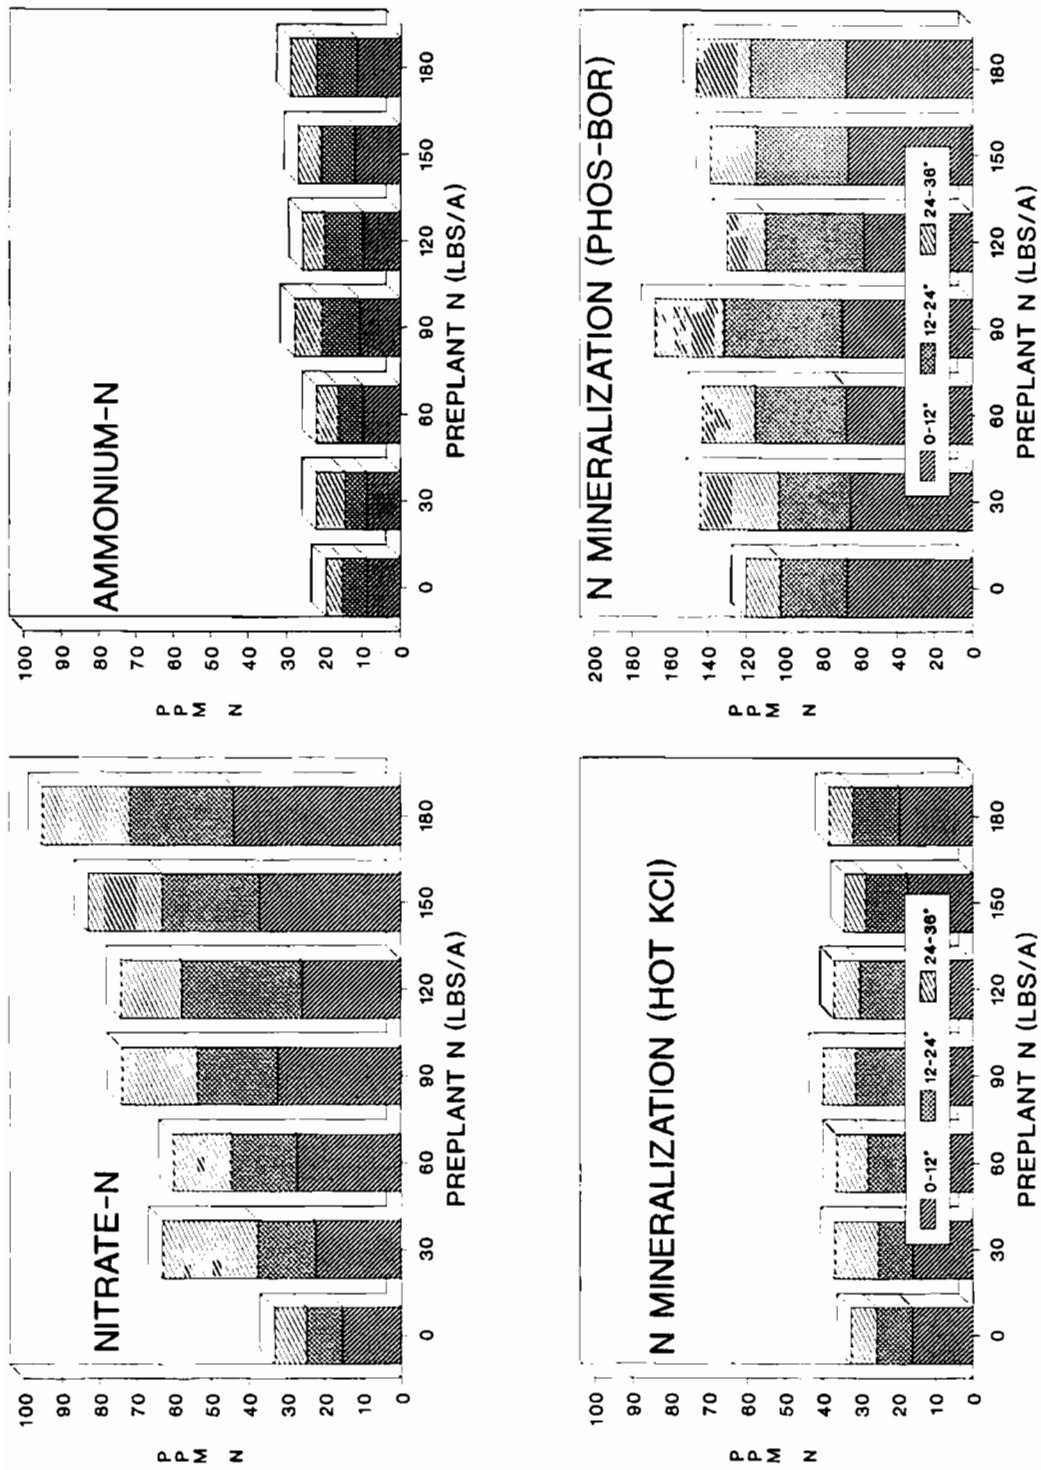 NITRATE-N
P
P
M
N
100
90
80
70
60
50
40
30
20
10
0
0 30 60 90 120 150 180
PREPLANT N (LBS/A)
N MINERALIZATION (HOT KCl)
P
P
M
N
100
90
80
70
60
50
40
30
20
10
0
0-12" 12-24" 24-36"
0 30 60 90 120 150 180
PREPLANT N (LBS/A)
AMMONIUM-N
P
P
M
N
100
90
80
70
60
50
40
30
20
10
0
0 30 60 90 120 150 180
PREPLANT N (LBS/A)
N MINERALIZATION (PHOS-BOR)
P
P
M
N
200
180
160
140
120
100
80
60
40
20
0
0-12" 12-24" 24-36"
0 30 60 90 120 150 180
PREPLANT N (LBS/A)